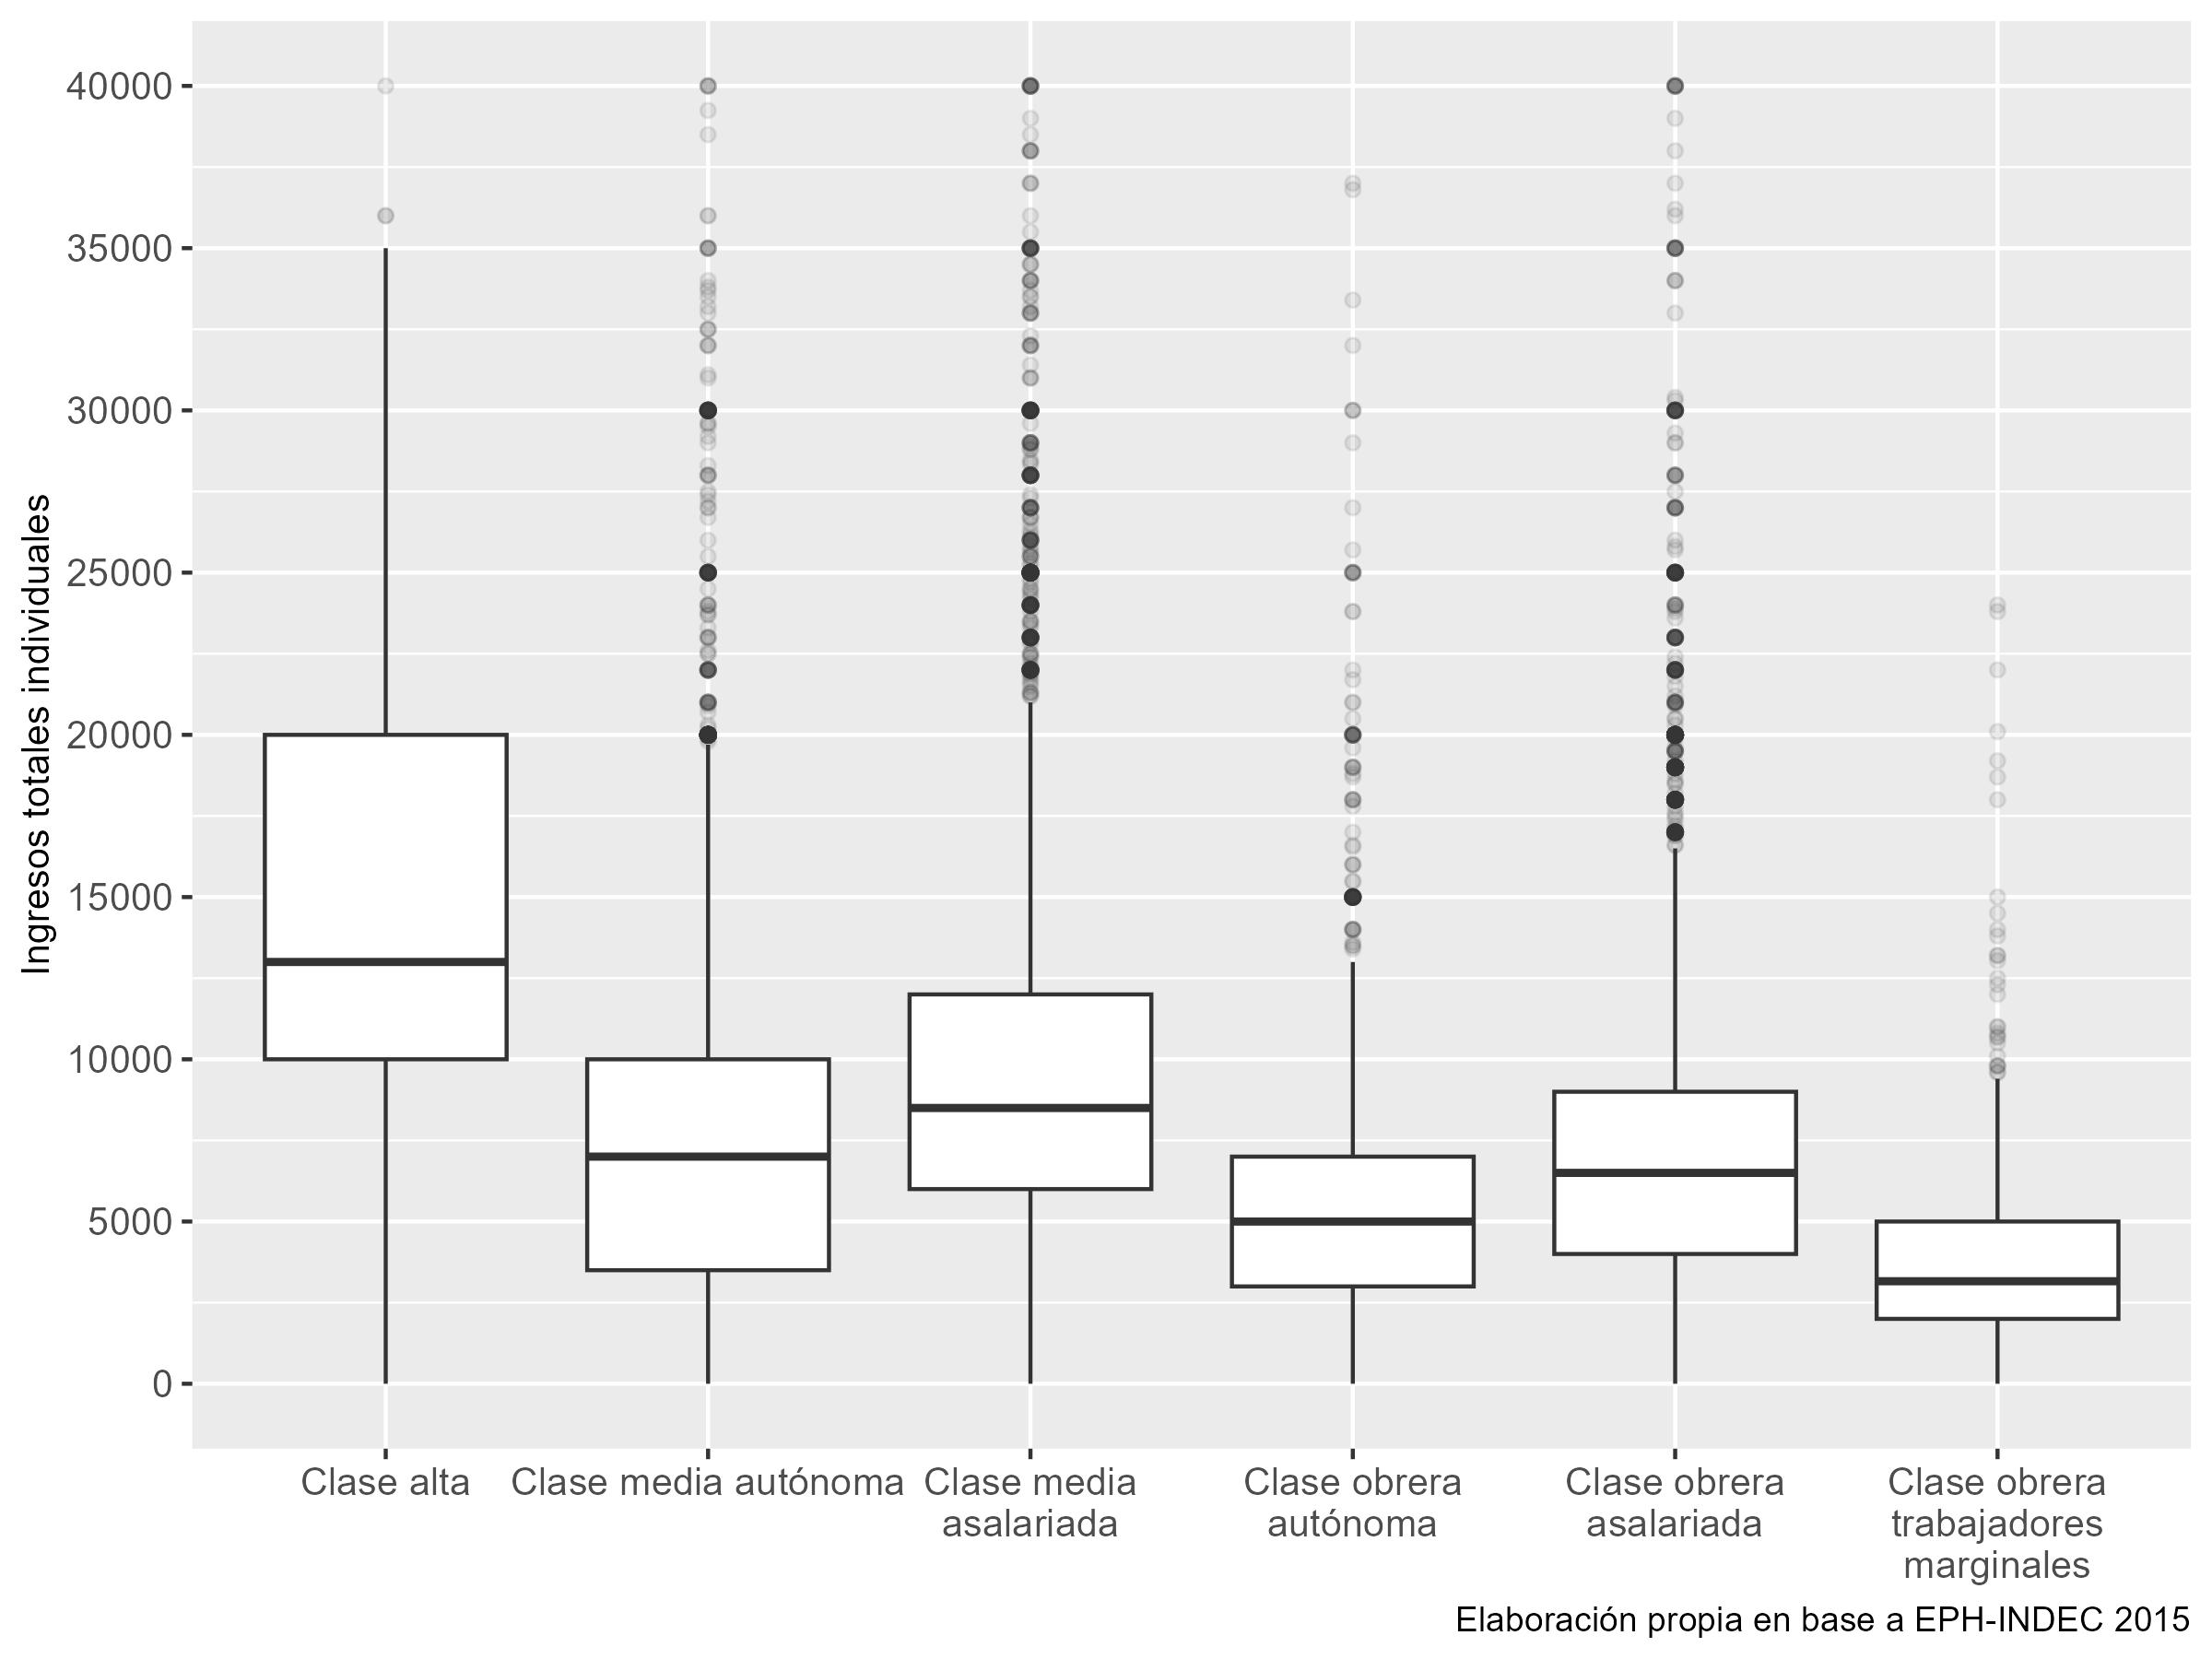 Ingresos totales individuales
40000
35000
30000
25000
20000
15000
10000
5000
0
Clase alta
Clase media autónoma
Clase media
asalariada
Clase obrera
autónoma
Clase obrera
asalariada
Clase obrera
trabajadores
marginales
Elaboración propia en base a EPH-INDEC 2015